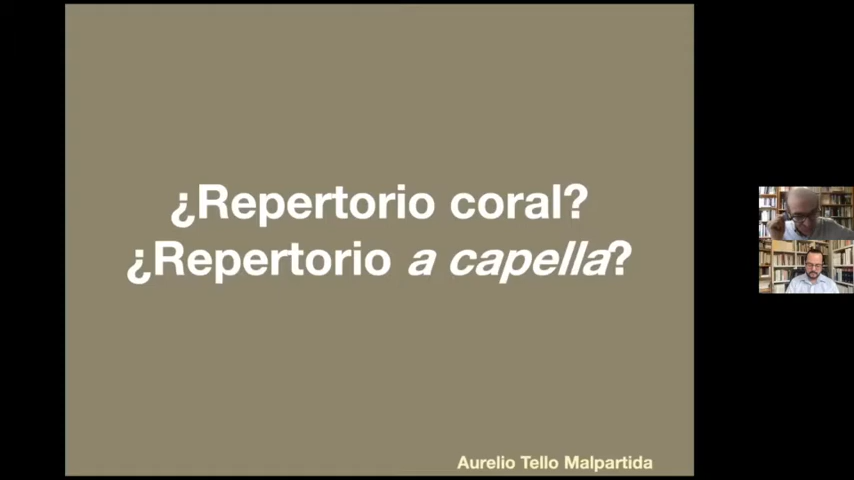 ¿Repertorio coral?
¿Repertorio a capella?
Aurelio Tello Malpartida